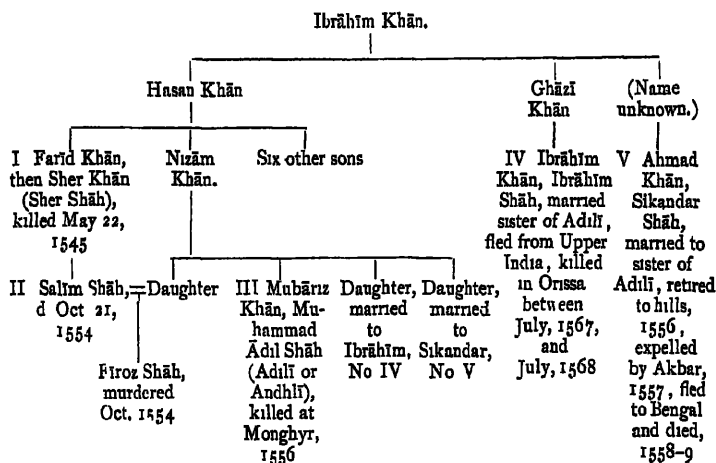 Ibrāhīm Khān.
Hasan Khān
Ghāzī
Khān
(Name
unknown.)
I Farīd Khān,
then Sher Khān
(Sher Shāh),
killed May 22,
1545
Nizām
Khān.
Six other sons
IV Ibrāhīm
Khān, Ibrāhīm
Shāh, married
sister of Adilī,
fled from Upper
India, killed
in Orissa
between
July, 1567,
and
July, 1568
V Ahmad
Khān,
Sikandar
Shāh,
married to
sister of
Adilī, retired
to hills,
1556,
expelled
by Akbar,
1557, fled
to Bengal
and died,
1558-9
II Salīm Shāh,
d Oct 21,
1554
=Daughter
III Mubāriz
Khān, Mu-
hammad
Ādil Shāh
(Adilī or
Andhlī),
killed at
Monghyr,
1556
Daughter,
married
to
Ibrāhīm,
No IV
Daughter,
married
to
Sikandar,
No V
Fīroz Shāh,
murdered
Oct. 1554